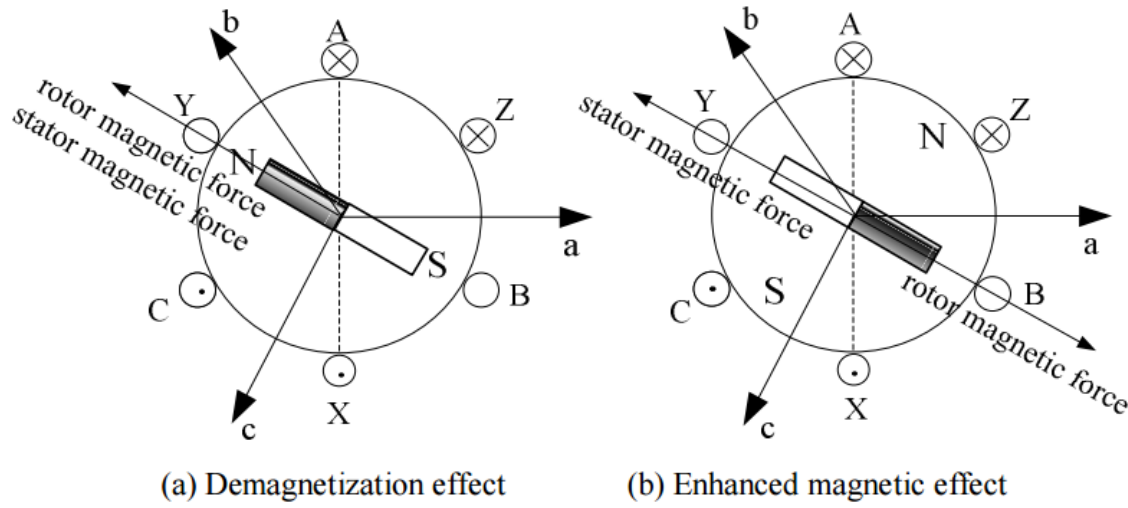 b
A
Z
Y
rotor magnetic force
stator magnetic force
N
S
a
B
C
X
c
(a) Demagnetization effect
b
A
Z
Y
N
stator magnetic force
a
B
S
C
rotor magnetic force
X
c
(b) Enhanced magnetic effect